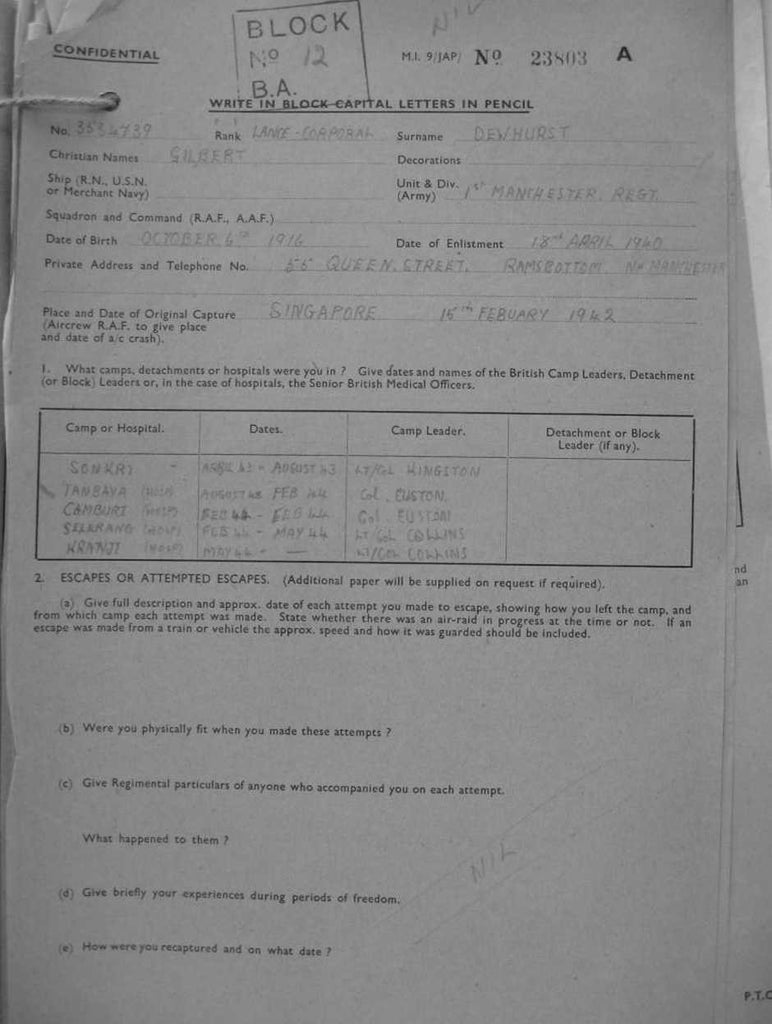 NIL
BLOCK
Nº 12
B.A.
CONFIDENTIAL
M.I. 9/JAP/ Nº 23803 A
WRITE IN BLOCK CAPITAL LETTERS IN PENCIL
No. 3534739 Rank LANCE-CORPORAL Surname DEWHURST
Christian Names GILBERT Decorations
Ship (R.N., U.S.N. or Merchant Navy) Unit & Div. (Army) 1ST MANCHESTER. REGT.
Squadron and Command (R.A.F., A.A.F.)
Date of Birth OCTOBER 6TH 1916 Date of Enlistment 18TH APRIL 1940
Private Address and Telephone No. 55 QUEEN. STREET. RAMSBOTTOM. NR MANCHESTER
Place and Date of Original Capture SINGAPORE 15TH FEBUARY 1942
(Aircrew R.A.F. to give place
and date of a/c crash).
1. What camps, detachments or hospitals were you in ? Give dates and names of the British Camp Leaders, Detachment
(or Block) Leaders or, in the case of hospitals, the Senior British Medical Officers.
Camp or Hospital. Dates. Camp Leader. Detachment or Block Leader (if any).
SONKRI - APRIL 43 - AUGUST 43 LT/COL KINGSTON
TANBAYA (HOSP) AUGUST 43 FEB 44 Col. EUSTON.
CAMBURI (HOSP) FEB 44 - FEB 44 Col EUSTON
SELERANG (HOSP) FEB 44 - MAY 44 LT/COL COLLINS
KRANJI (HOSP) MAY 44 - — LT/COL COLLINS
2. ESCAPES OR ATTEMPTED ESCAPES. (Additional paper will be supplied on request if required).
(a) Give full description and approx. date of each attempt you made to escape, showing how you left the camp, and
from which camp each attempt was made. State whether there was an air-raid in progress at the time or not. If an
escape was made from a train or vehicle the approx. speed and how it was guarded should be included.
(b) Were you physically fit when you made these attempts ?
(c) Give Regimental particulars of anyone who accompanied you on each attempt.
What happened to them ?
NIL
(d) Give briefly your experiences during periods of freedom.
(e) How were you recaptured and on what date ?
P.T.O
nd
an